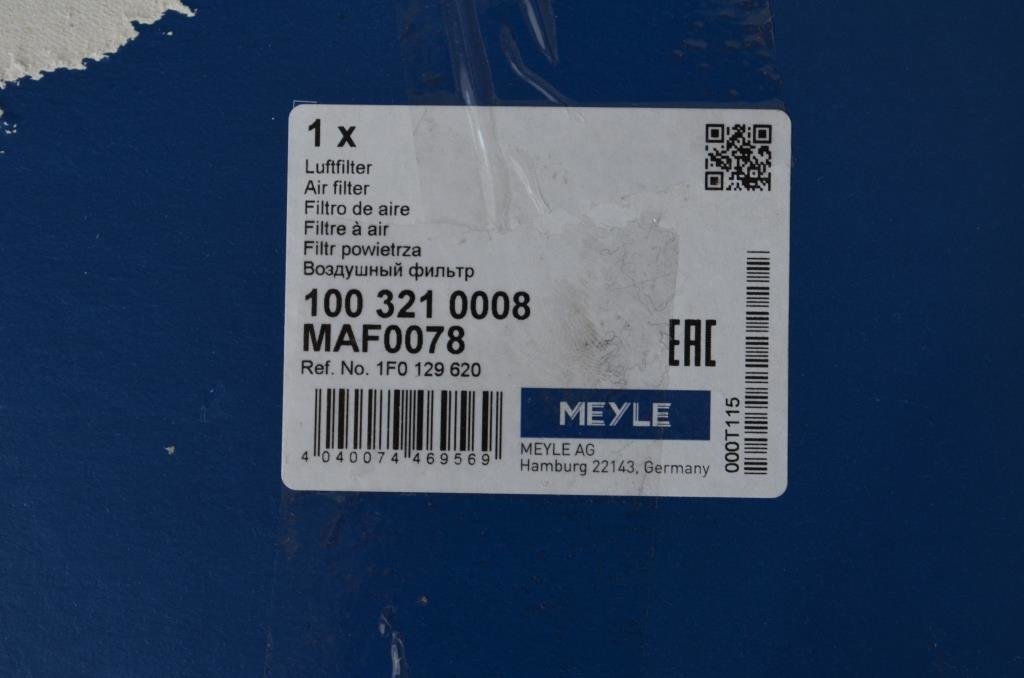 1 x
Luftfilter
Air filter
Filtro de aire
Filtre à air
Filtr powietrza
Воздушный фильтр
100 321 0008
MAF0078
Ref. No. 1F0 129 620
4 040074 469569
EAC
MEYLE
MEYLE AG
Hamburg 22143, Germany
000T115